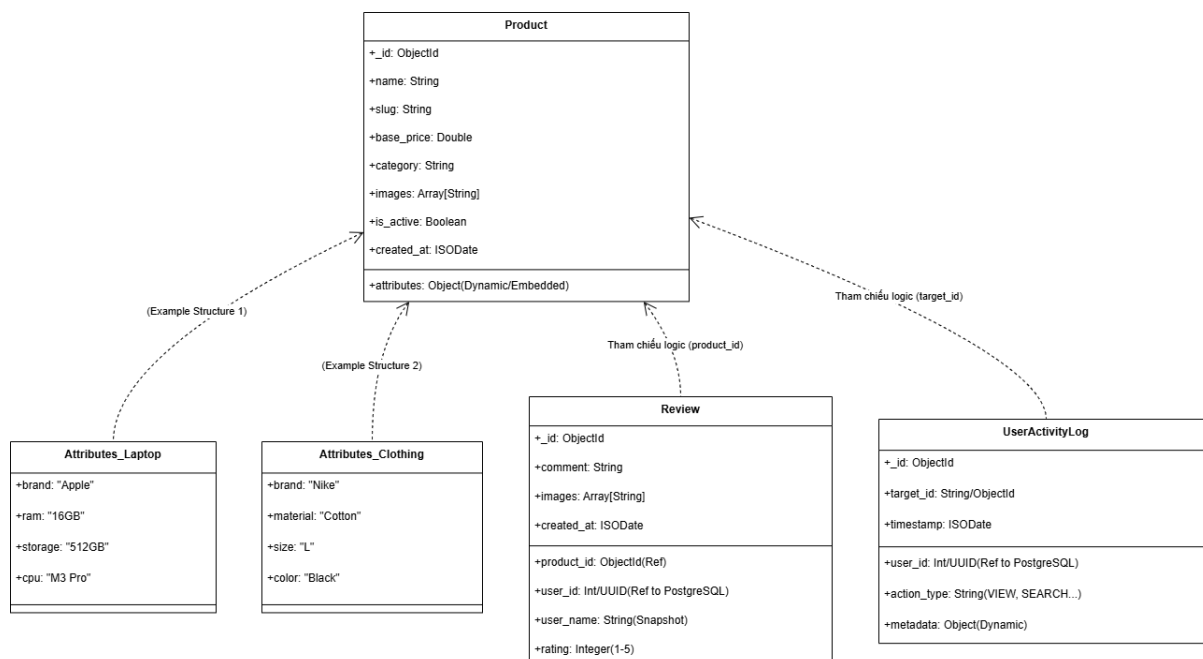 Product
+_id: ObjectId
+name: String
+slug: String
+base_price: Double
+category: String
+images: Array[String]
+is_active: Boolean
+created_at: ISODate
+attributes: Object(Dynamic/Embedded)
(Example Structure 1)
(Example Structure 2)
Tham chiếu logic (product_id)
Tham chiếu logic (target_id)
Attributes_Laptop
+brand: "Apple"
+ram: "16GB"
+storage: "512GB"
+cpu: "M3 Pro"
Attributes_Clothing
+brand: "Nike"
+material: "Cotton"
+size: "L"
+color: "Black"
Review
+_id: ObjectId
+comment: String
+images: Array[String]
+created_at: ISODate
+product_id: ObjectId(Ref)
+user_id: Int/UUID(Ref to PostgreSQL)
+user_name: String(Snapshot)
+rating: Integer(1-5)
UserActivityLog
+_id: ObjectId
+target_id: String/ObjectId
+timestamp: ISODate
+user_id: Int/UUID(Ref to PostgreSQL)
+action_type: String(VIEW, SEARCH...)
+metadata: Object(Dynamic)